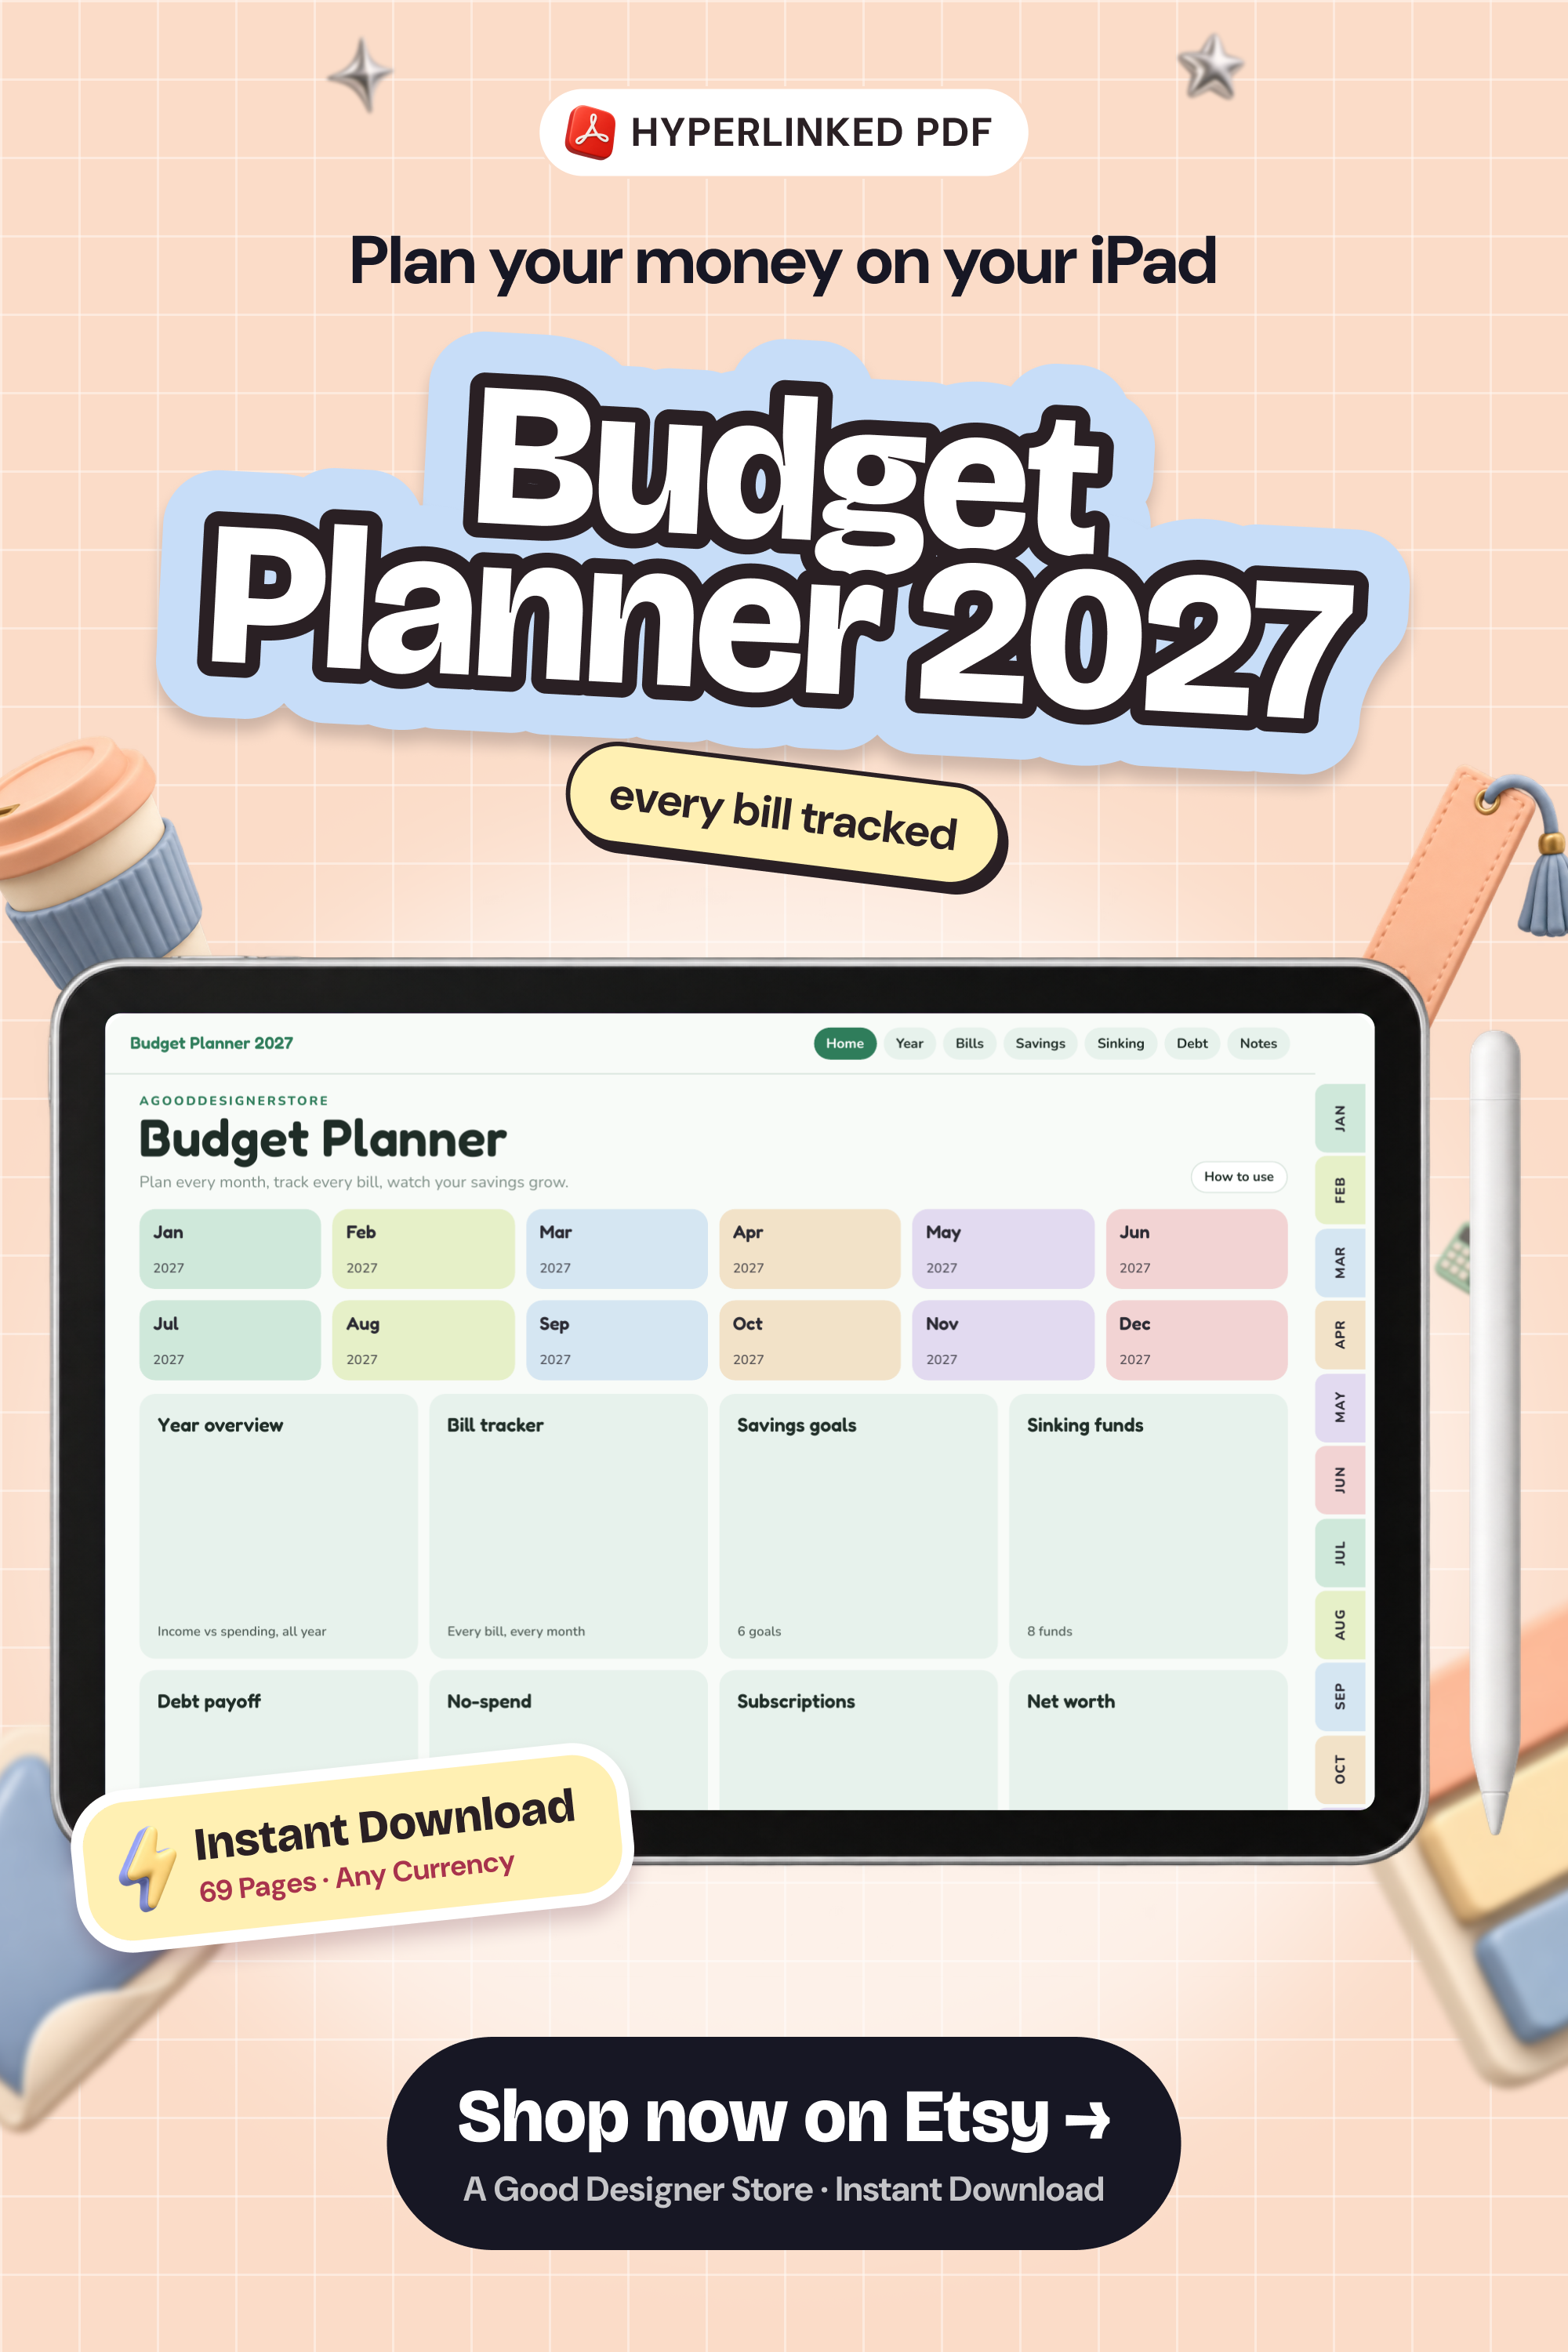 HYPERLINKED PDF
Plan your money on your iPad
Budget
Planner 2027
every bill tracked
Budget Planner 2027
Home Year Bills Savings Sinking Debt Notes
AGOODDESIGNERSTORE
Budget Planner
Plan every month, track every bill, watch your savings grow.
How to use
Jan Feb Mar Apr May Jun
2027 2027 2027 2027 2027 2027
Jul Aug Sep Oct Nov Dec
2027 2027 2027 2027 2027 2027
Year overview Bill tracker Savings goals Sinking funds
Income vs spending, all year Every bill, every month 6 goals 8 funds
Debt payoff No-spend Subscriptions Net worth
JAN
FEB
MAR
APR
MAY
JUN
JUL
AUG
SEP
OCT
Instant Download
69 Pages · Any Currency
Shop now on Etsy →
A Good Designer Store · Instant Download